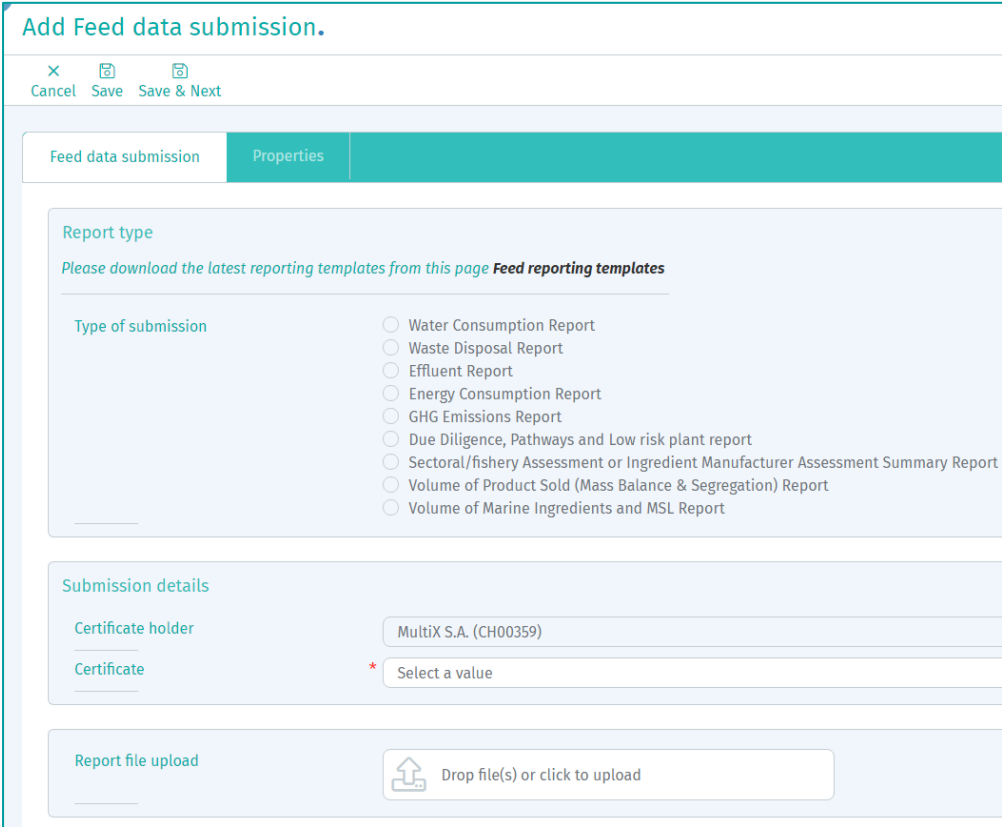 Add Feed data submission.
Cancel Save Save & Next
Feed data submission Properties
Report type
Please download the latest reporting templates from this page Feed reporting templates
Type of submission
Water Consumption Report
Waste Disposal Report
Effluent Report
Energy Consumption Report
GHG Emissions Report
Due Diligence, Pathways and Low risk plant report
Sectoral/fishery Assessment or Ingredient Manufacturer Assessment Summary Report
Volume of Product Sold (Mass Balance & Segregation) Report
Volume of Marine Ingredients and MSL Report
Submission details
Certificate holder MultiX S.A. (CH00359)
Certificate * Select a value
Report file upload Drop file(s) or click to upload